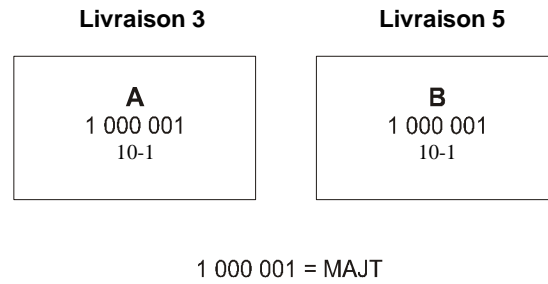 Livraison 3 Livraison 5
A
1 000 001
10-1
B
1 000 001
10-1
1 000 001 = MAJT